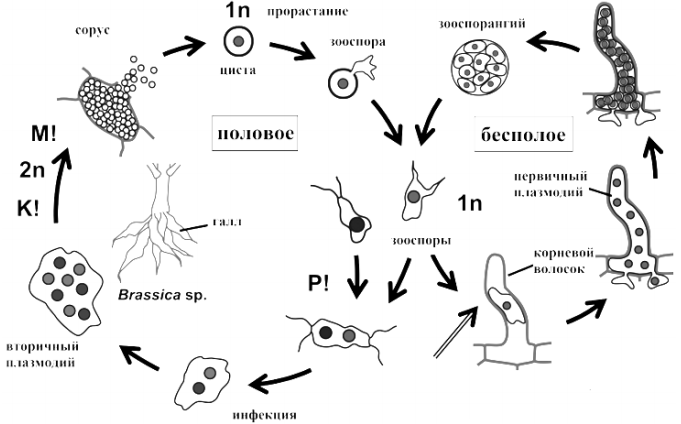 сорус
1n
прорастание
циста
зооспора
зооспорангий
M!
2n
K!
половое
бесполое
первичный
плазмодий
1n
зооспоры
галл
корневой
волосок
Brassica sp.
P!
вторичный
плазмодий
инфекция